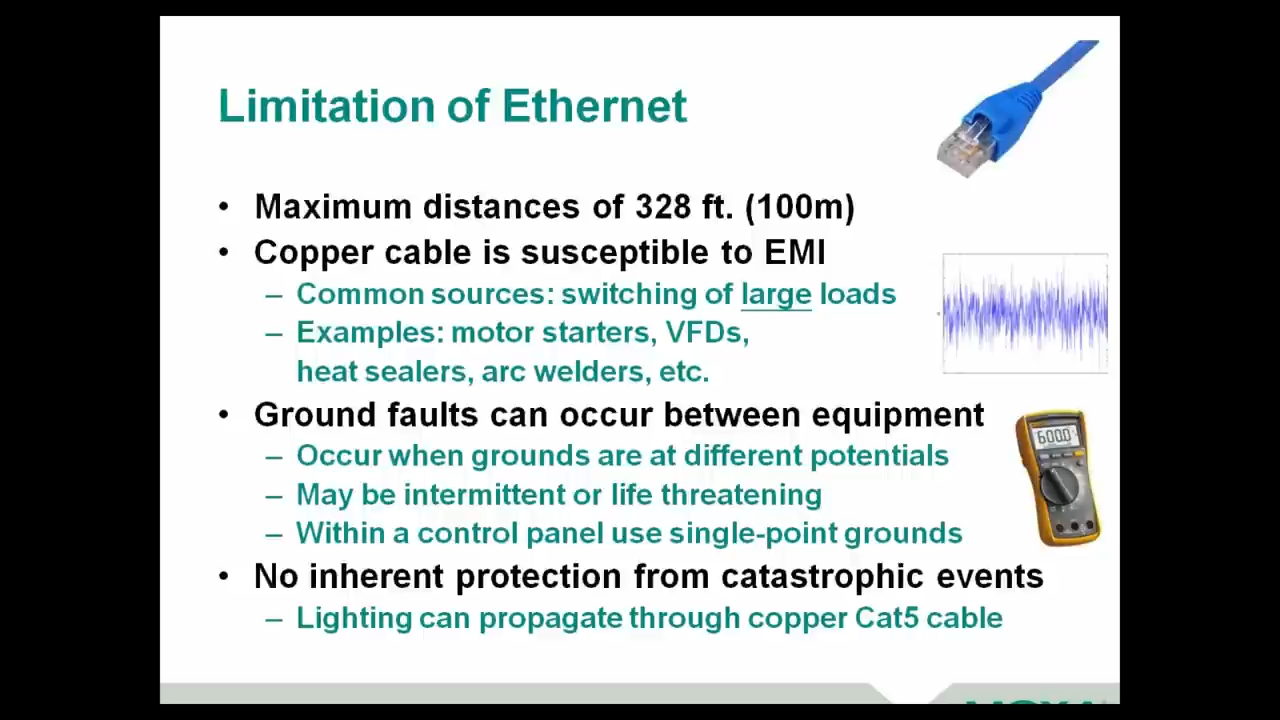 Limitation of Ethernet
• Maximum distances of 328 ft. (100m)
• Copper cable is susceptible to EMI
– Common sources: switching of large loads
– Examples: motor starters, VFDs,
heat sealers, arc welders, etc.
• Ground faults can occur between equipment
– Occur when grounds are at different potentials
– May be intermittent or life threatening
– Within a control panel use single-point grounds
• No inherent protection from catastrophic events
– Lighting can propagate through copper Cat5 cable
600.0